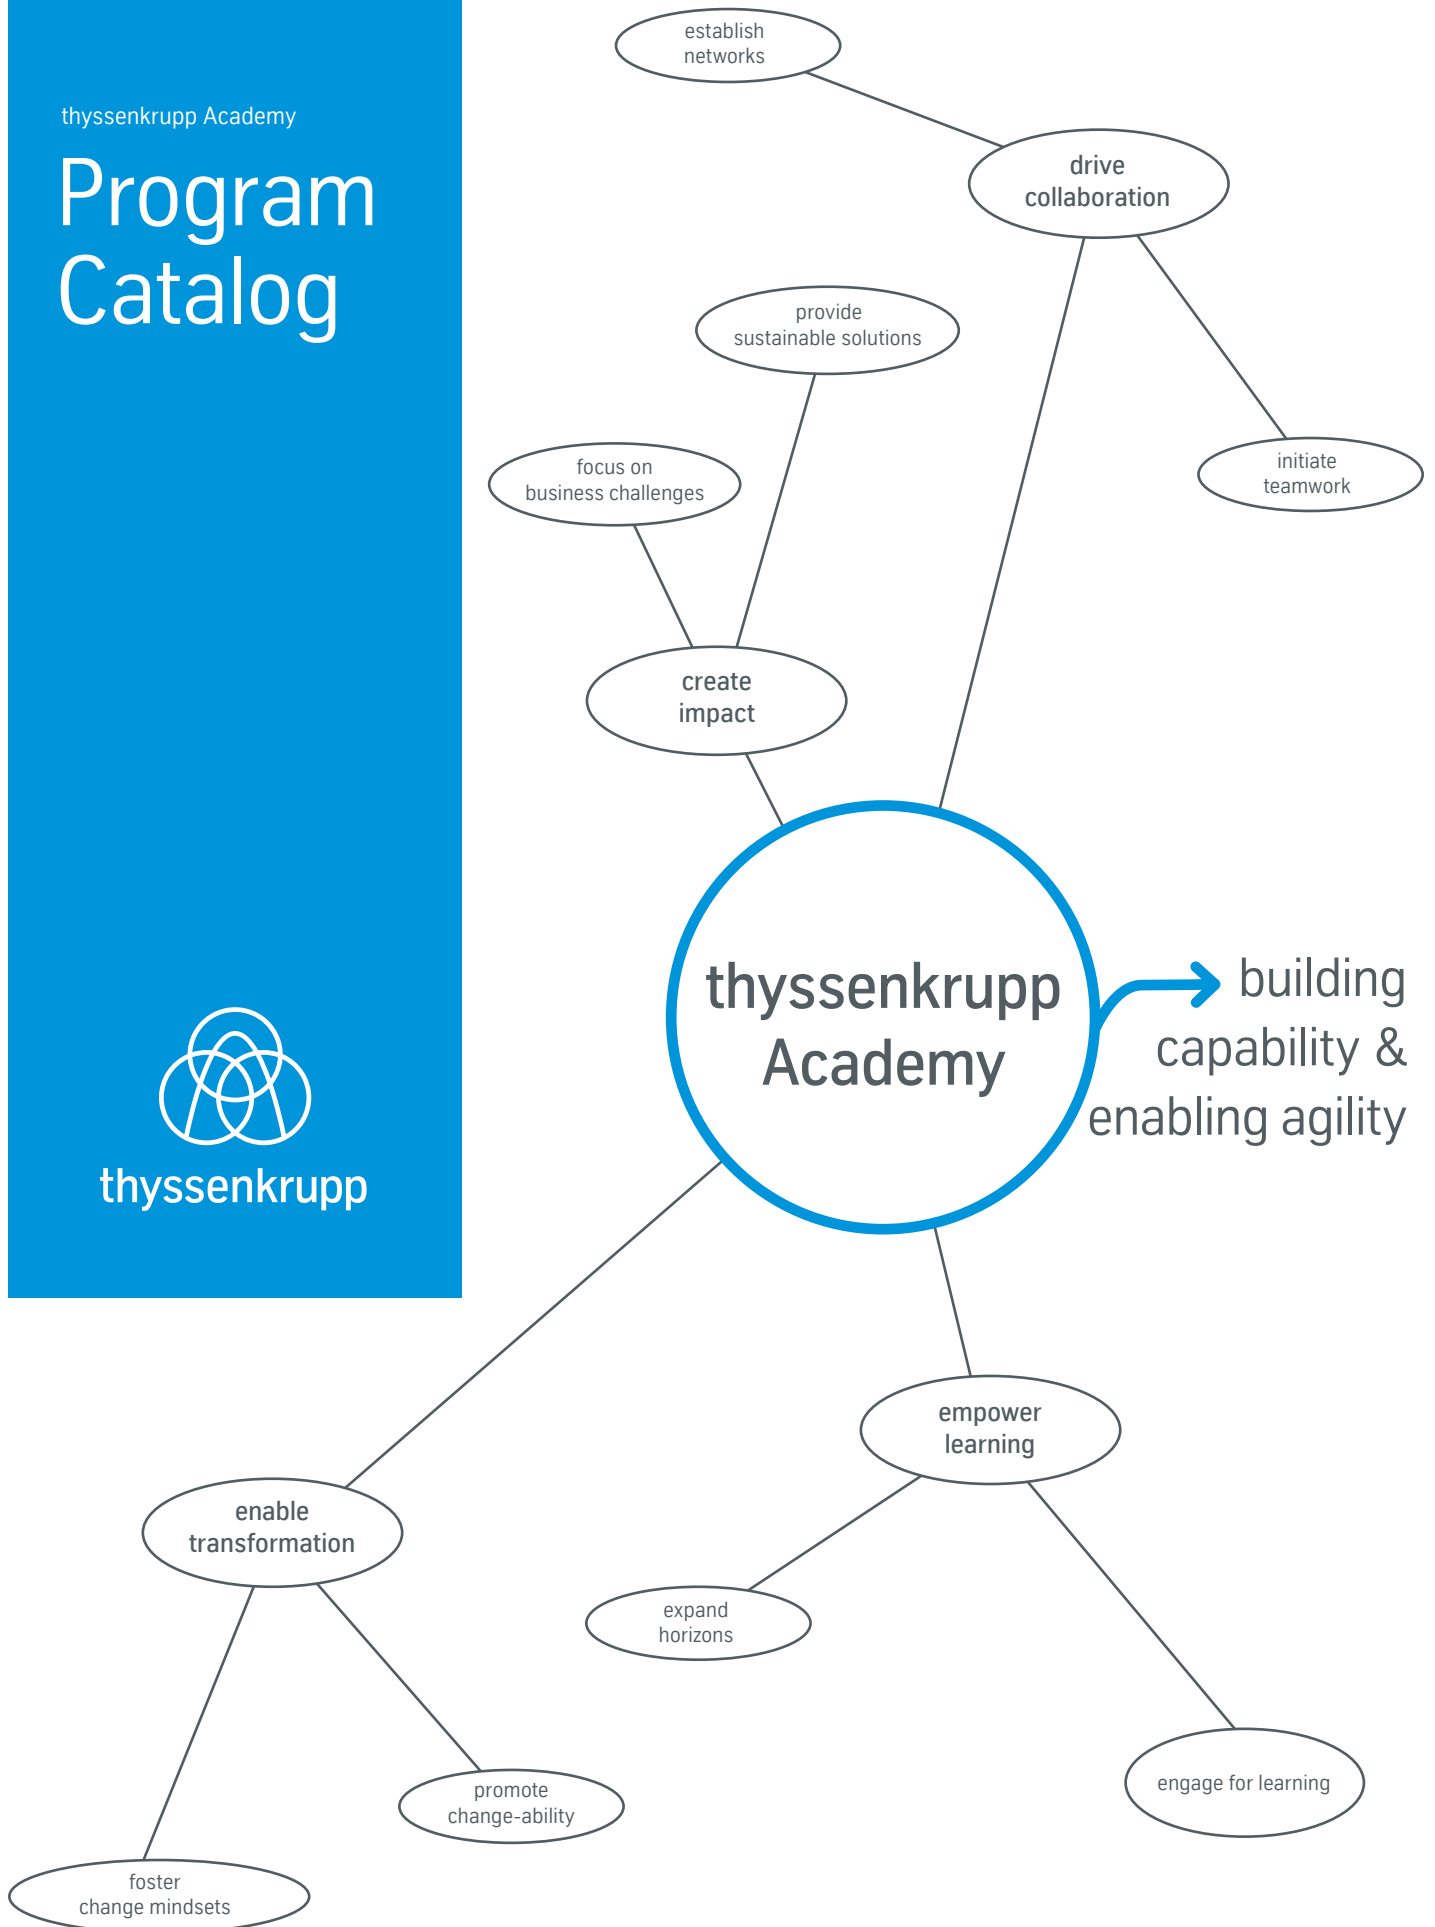 thyssenkrupp Academy
Program
Catalog
thyssenkrupp
establish
networks
drive
collaboration
provide
sustainable solutions
focus on
business challenges
initiate
teamwork
create
impact
thyssenkrupp
Academy
building
capability &
enabling agility
empower
learning
enable
transformation
expand
horizons
engage for learning
promote
change-ability
foster
change mindsets